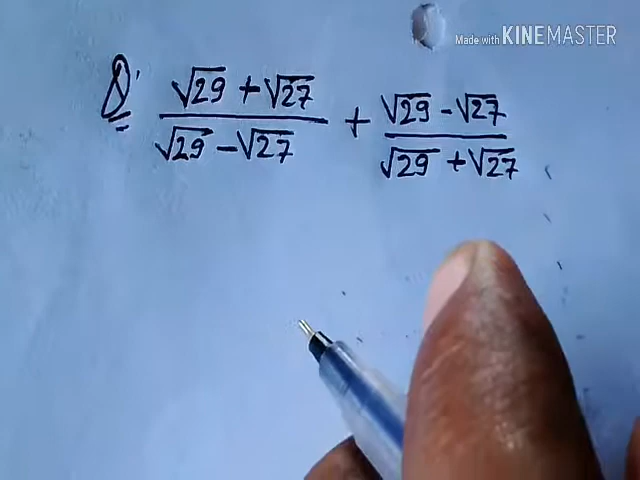 Made with KINEMASTER
Q. √29 + √27 / √29 - √27 + √29 - √27 / √29 + √27